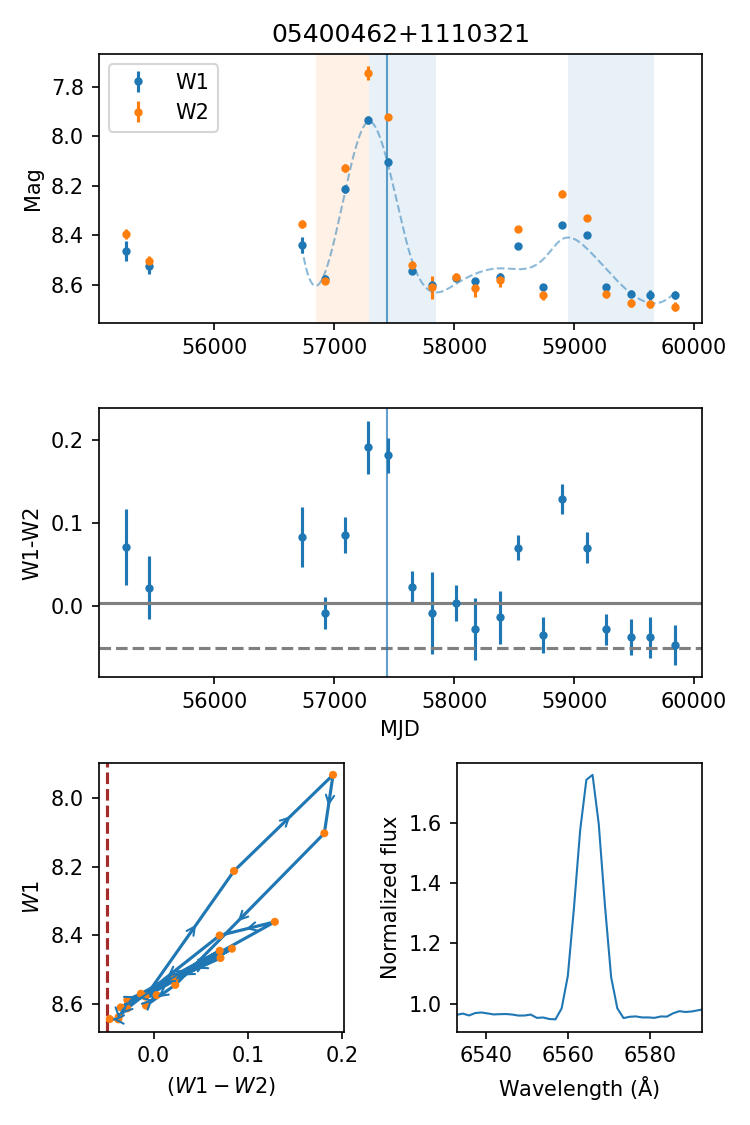 05400462+1110321
W1
W2
Mag
7.8
8.0
8.2
8.4
8.6
56000 57000 58000 59000 60000
W1-W2
0.2
0.1
0.0
56000 57000 58000 59000 60000
MJD
W1
8.0
8.2
8.4
8.6
0.0 0.1 0.2
(W1 − W2)
Normalized flux
1.6
1.4
1.2
1.0
6540 6560 6580
Wavelength (Å)